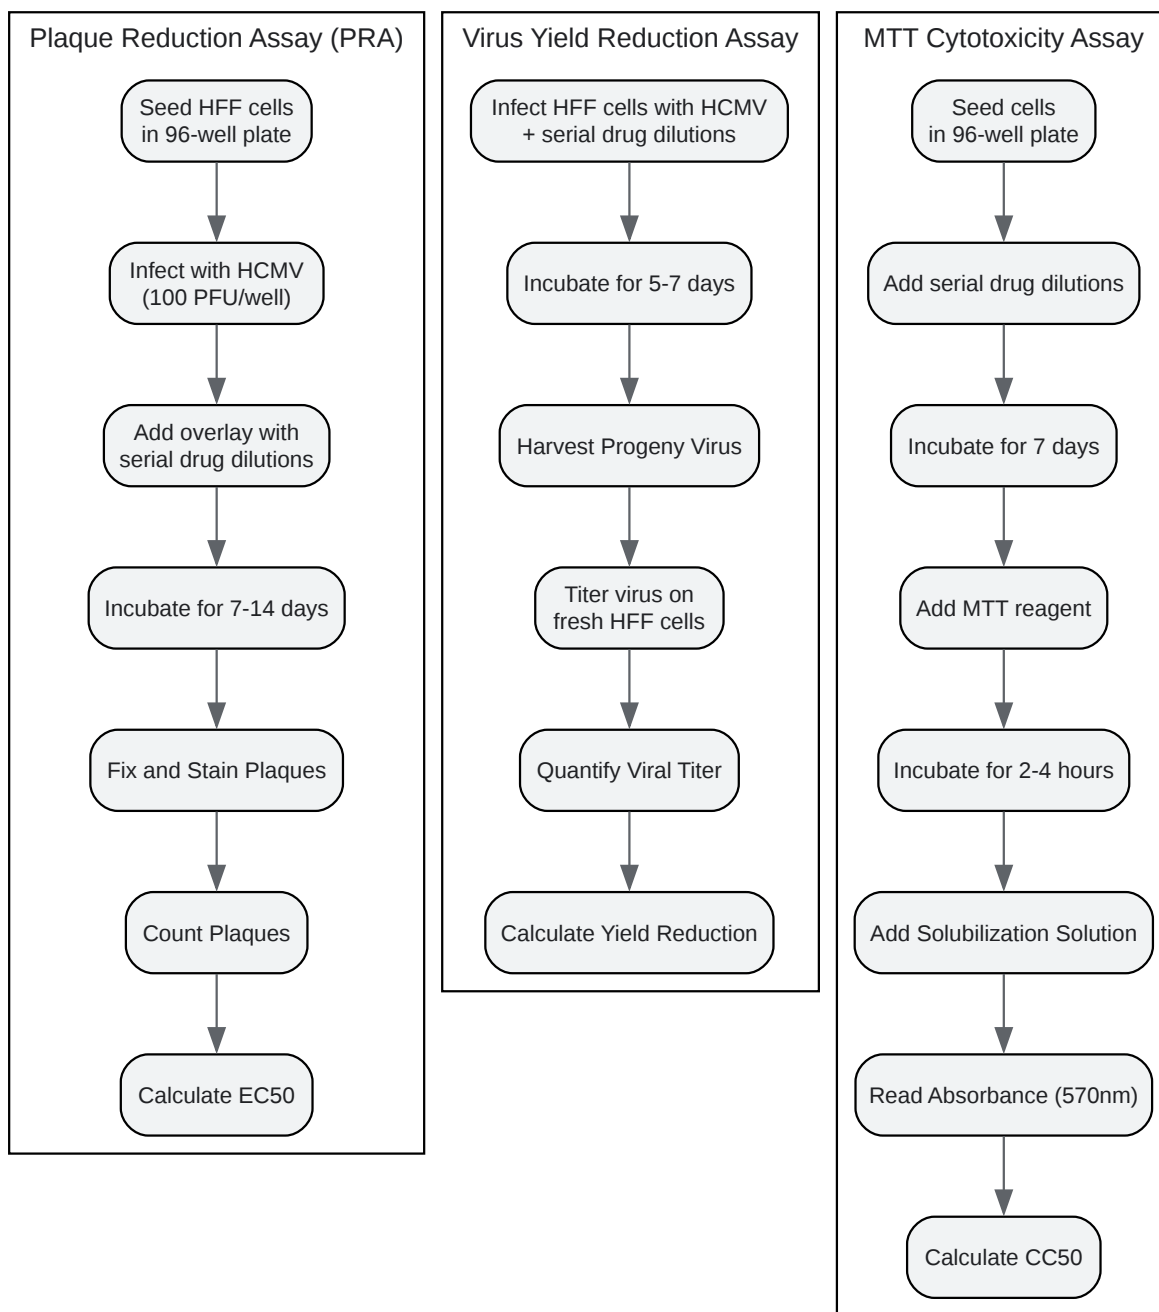 Plaque Reduction Assay (PRA)
Seed HFF cells
in 96-well plate
Infect with HCMV
(100 PFU/well)
Add overlay with
serial drug dilutions
Incubate for 7-14 days
Fix and Stain Plaques
Count Plaques
Calculate EC50
Virus Yield Reduction Assay
Infect HFF cells with HCMV
+ serial drug dilutions
Incubate for 5-7 days
Harvest Progeny Virus
Titer virus on
fresh HFF cells
Quantify Viral Titer
Calculate Yield Reduction
MTT Cytotoxicity Assay
Seed cells
in 96-well plate
Add serial drug dilutions
Incubate for 7 days
Add MTT reagent
Incubate for 2-4 hours
Add Solubilization Solution
Read Absorbance (570nm)
Calculate CC50